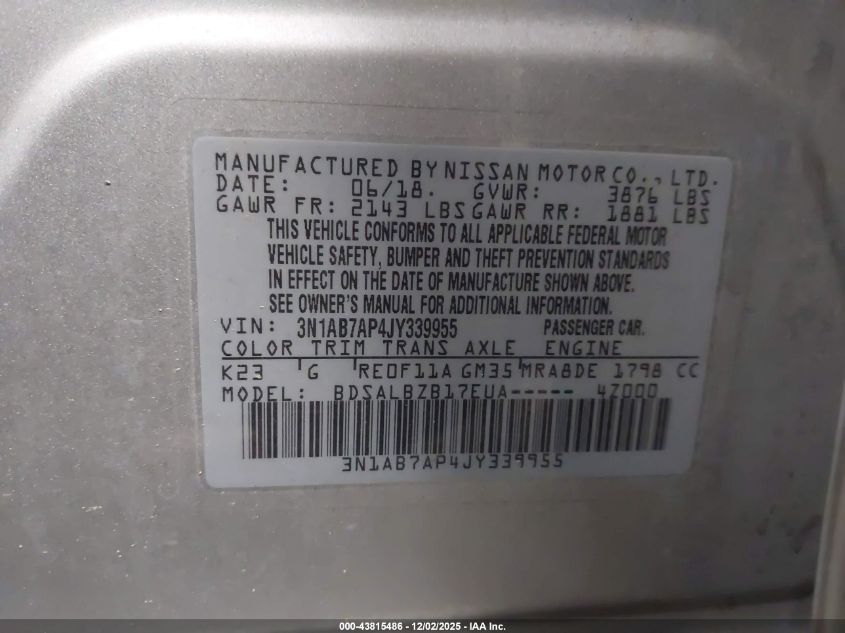 MANUFACTURED BY NISSAN MOTOR CO., LTD.
DATE: 06/18. GVWR: 3876 LBS
GAWR FR: 2143 LBS GAWR RR: 1881 LBS
THIS VEHICLE CONFORMS TO ALL APPLICABLE FEDERAL MOTOR
VEHICLE SAFETY, BUMPER AND THEFT PREVENTION STANDARDS
IN EFFECT ON THE DATE OF MANUFACTURE SHOWN ABOVE.
SEE OWNER'S MANUAL FOR ADDITIONAL INFORMATION.
VIN: 3N1AB7AP4JY339955 PASSENGER CAR.
COLOR TRIM TRANS AXLE ENGINE
K23 G RE0F11A GM35 MRA8DE 1798 CC
MODEL: BDSALBZB17EUA----- 4Z000
3N1AB7AP4JY339955
000-43815486 - 12/02/2025 - IAA Inc.